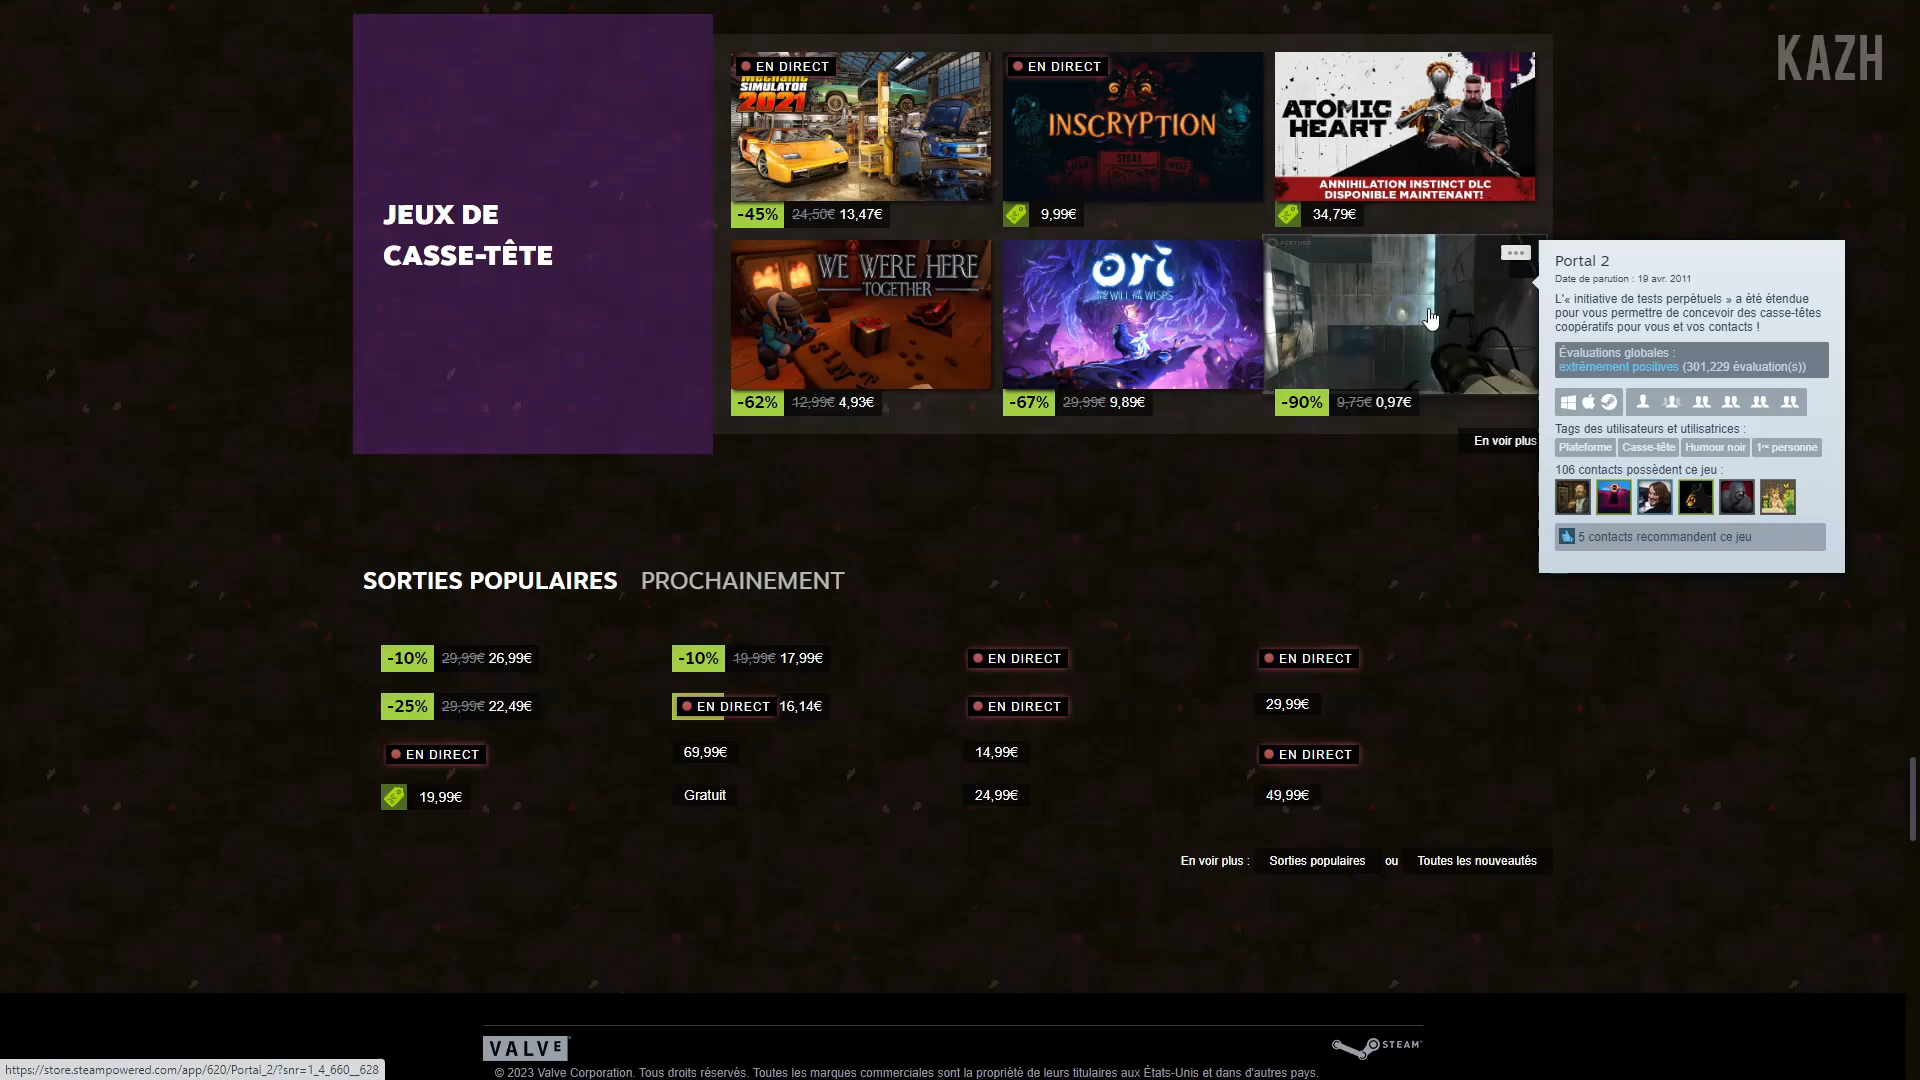 KAZH
JEUX DE
CASSE-TÊTE
EN DIRECT
MECHANIC
SIMULATOR
2021
-45% 24,50€ 13,47€
EN DIRECT
INSCRYPTION
9,99€
ATOMIC
HEART
ANNIHILATION INSTINCT DLC
DISPONIBLE MAINTENANT!
34,79€
WE WERE HERE
TOGETHER
-62% 12,99€ 4,93€
ori
AND THE WILL OF THE WISPS
-67% 29,99€ 9,89€
APERTURE
-90% 9,75€ 0,97€
En voir plus
Portal 2
Date de parution : 19 avr. 2011
L'« initiative de tests perpétuels » a été étendue
pour vous permettre de concevoir des casse-têtes
coopératifs pour vous et vos contacts !
Évaluations globales :
extrêmement positives (301,229 évaluation(s))
Tags des utilisateurs et utilisatrices :
Plateforme Casse-tête Humour noir 1re personne
106 contacts possèdent ce jeu :
5 contacts recommandent ce jeu
SORTIES POPULAIRES PROCHAINEMENT
-10% 29,99€ 26,99€
-10% 19,99€ 17,99€
EN DIRECT
EN DIRECT
-25% 29,99€ 22,49€
EN DIRECT 16,14€
EN DIRECT
29,99€
EN DIRECT
69,99€
14,99€
EN DIRECT
19,99€
Gratuit
24,99€
49,99€
En voir plus : Sorties populaires ou Toutes les nouveautés
VALVE
STEAM
© 2023 Valve Corporation. Tous droits réservés. Toutes les marques commerciales sont la propriété de leurs titulaires aux États-Unis et dans d'autres pays.
https://store.steampowered.com/app/620/Portal_2/?snr=1_4_660__628